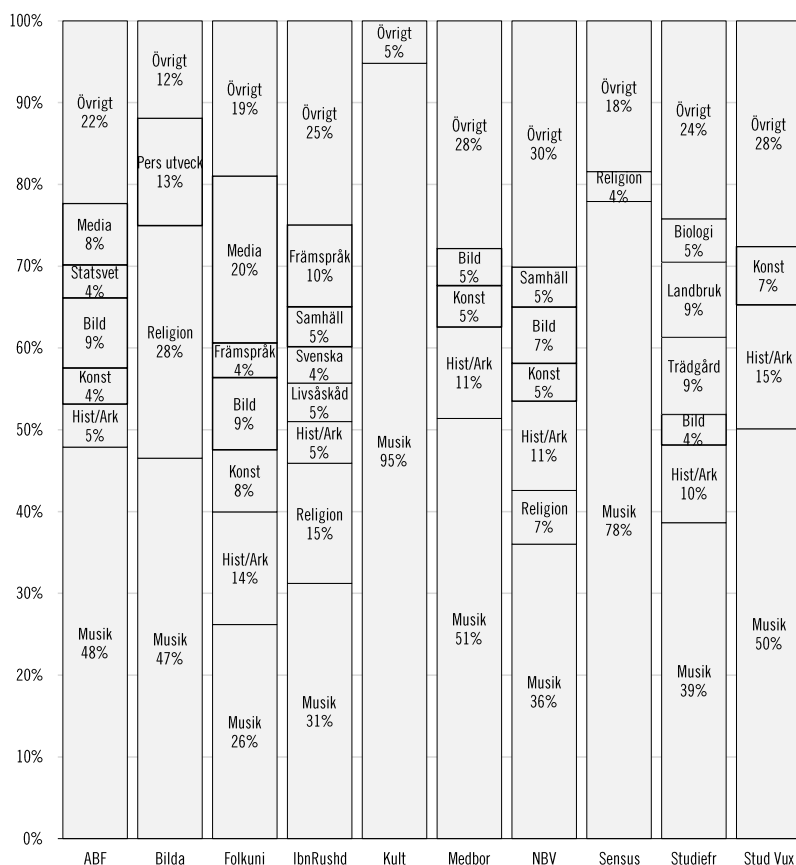 100%
90%
80%
70%
60%
50%
40%
30%
20%
10%
0%
Övrigt
22%
Media
8%
Statsvet
4%
Bild
9%
Konst
4%
Hist/Ark
5%
Musik
48%
ABF
Övrigt
12%
Pers utveck
13%
Religion
28%
Musik
47%
Bilda
Övrigt
19%
Media
20%
Främspråk
4%
Bild
9%
Konst
8%
Hist/Ark
14%
Musik
26%
Folkuni
Övrigt
25%
Främspråk
10%
Samhäll
5%
Svenska
4%
Livsåskåd
5%
Hist/Ark
5%
Religion
15%
Musik
31%
IbnRushd
Övrigt
5%
Musik
95%
Kult
Övrigt
28%
Bild
5%
Konst
5%
Hist/Ark
11%
Musik
51%
Medbor
Övrigt
30%
Samhäll
5%
Bild
7%
Konst
5%
Hist/Ark
11%
Religion
7%
Musik
36%
NBV
Övrigt
18%
Religion
4%
Musik
78%
Sensus
Övrigt
24%
Biologi
5%
Landbruk
9%
Trädgård
9%
Bild
4%
Hist/Ark
10%
Musik
39%
Studiefr
Övrigt
28%
Konst
7%
Hist/Ark
15%
Musik
50%
Stud Vux